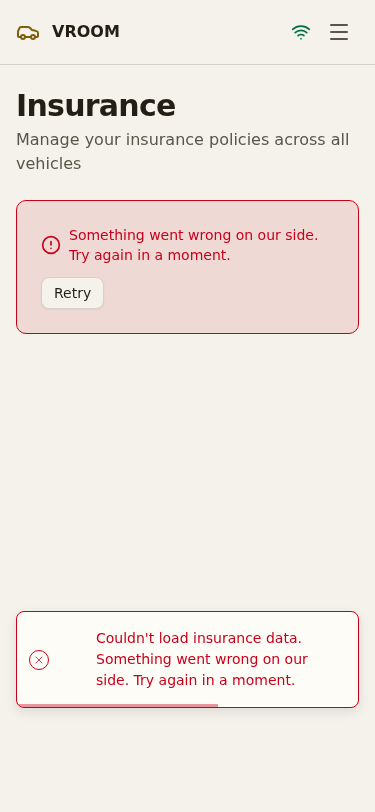 VROOM
Insurance
Manage your insurance policies across all
vehicles
Something went wrong on our side.
Try again in a moment.
Retry
Couldn't load insurance data.
Something went wrong on our
side. Try again in a moment.